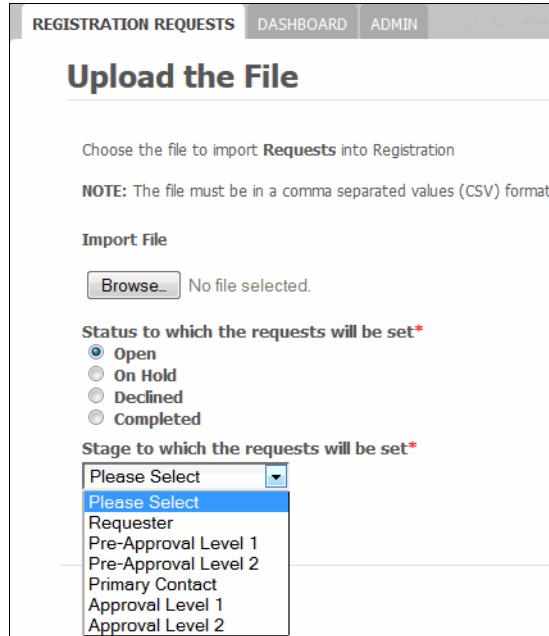 REGISTRATION REQUESTS DASHBOARD ADMIN
Upload the File
Choose the file to import Requests into Registration
NOTE: The file must be in a comma separated values (CSV) format
Import File
Browse… No file selected.
Status to which the requests will be set*
Open
On Hold
Declined
Completed
Stage to which the requests will be set*
Please Select
Please Select
Requester
Pre-Approval Level 1
Pre-Approval Level 2
Primary Contact
Approval Level 1
Approval Level 2